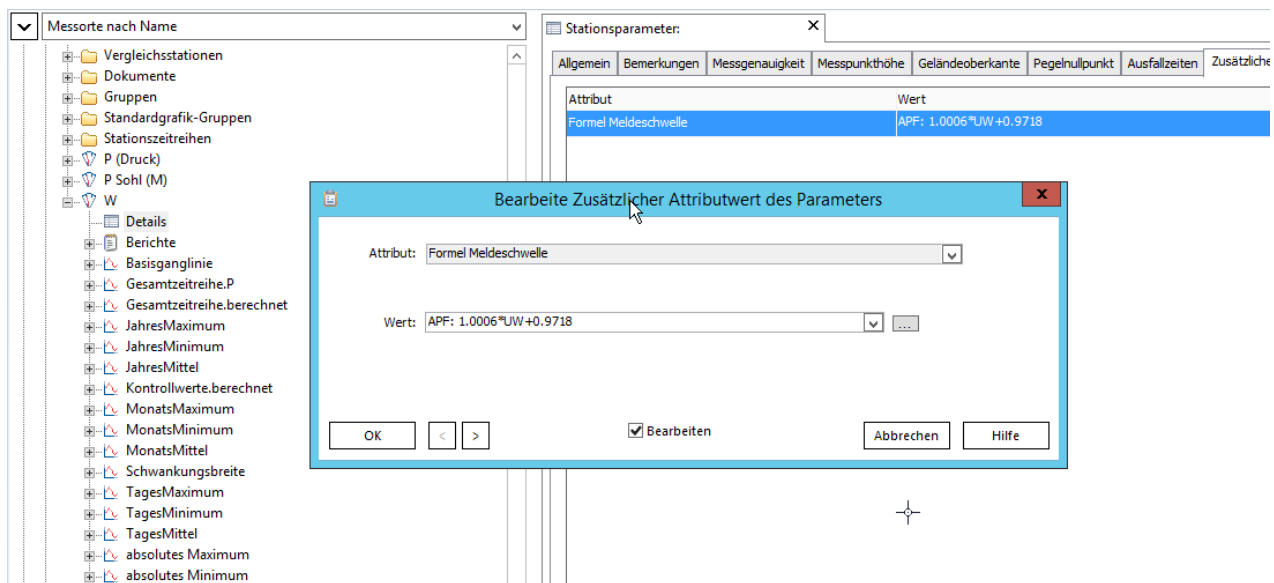 Messorte nach Name
Vergleichsstationen
Dokumente
Gruppen
Standardgrafik-Gruppen
Stationszeitreihen
P (Druck)
P Sohl (M)
W
Details
Berichte
Basisganglinie
Gesamtzeitreihe.P
Gesamtzeitreihe.berechnet
JahresMaximum
JahresMinimum
JahresMittel
Kontrollwerte.berechnet
MonatsMaximum
MonatsMinimum
MonatsMittel
Schwankungsbreite
TagesMaximum
TagesMinimum
TagesMittel
absolutes Maximum
absolutes Minimum
Stationsparameter:
Allgemein Bemerkungen Messgenauigkeit Messpunkthöhe Geländeoberkante Pegelnullpunkt Ausfallzeiten Zusätzliche
Attribut Wert
Formel Meldeschwelle APF: 1.0006*UW+0.9718
Bearbeite Zusätzlicher Attributwert des Parameters x
Attribut: Formel Meldeschwelle
Wert: APF: 1.0006*UW+0.9718 ...
OK < > Bearbeiten Abbrechen Hilfe